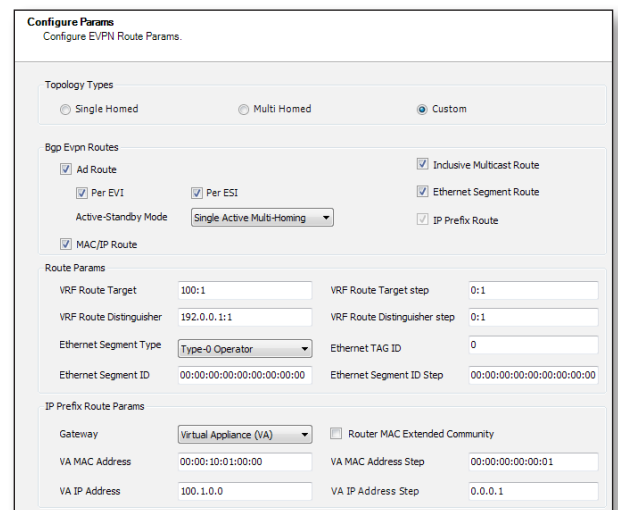 Configure Params
Configure EVPN Route Params.
Topology Types
Single Homed Multi Homed Custom
Bgp Evpn Routes
Ad Route Inclusive Multicast Route
Per EVI Per ESI Ethernet Segment Route
Active-Standby Mode Single Active Multi-Homing IP Prefix Route
MAC/IP Route
Route Params
VRF Route Target 100:1 VRF Route Target step 0:1
VRF Route Distinguisher 192.0.0.1:1 VRF Route Distinguisher step 0:1
Ethernet Segment Type Type-0 Operator Ethernet TAG ID 0
Ethernet Segment ID 00:00:00:00:00:00:00:00:00 Ethernet Segment ID Step 00:00:00:00:00:00:00:00:00
IP Prefix Route Params
Gateway Virtual Appliance (VA) Router MAC Extended Community
VA MAC Address 00:00:10:01:00:00 VA MAC Address Step 00:00:00:00:00:01
VA IP Address 100.1.0.0 VA IP Address Step 0.0.0.1